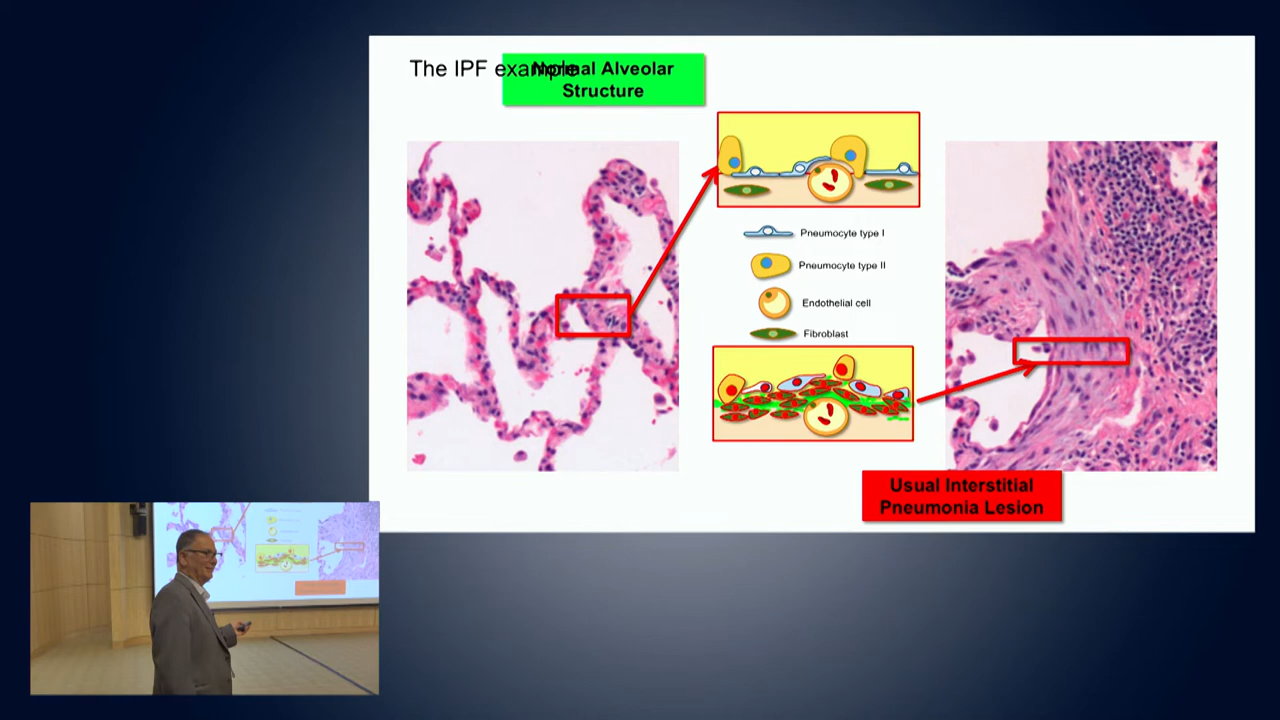 The IPF example
Normal Alveolar
Structure
Pneumocyte type I
Pneumocyte type II
Endothelial cell
Fibroblast
Usual Interstitial
Pneumonia Lesion